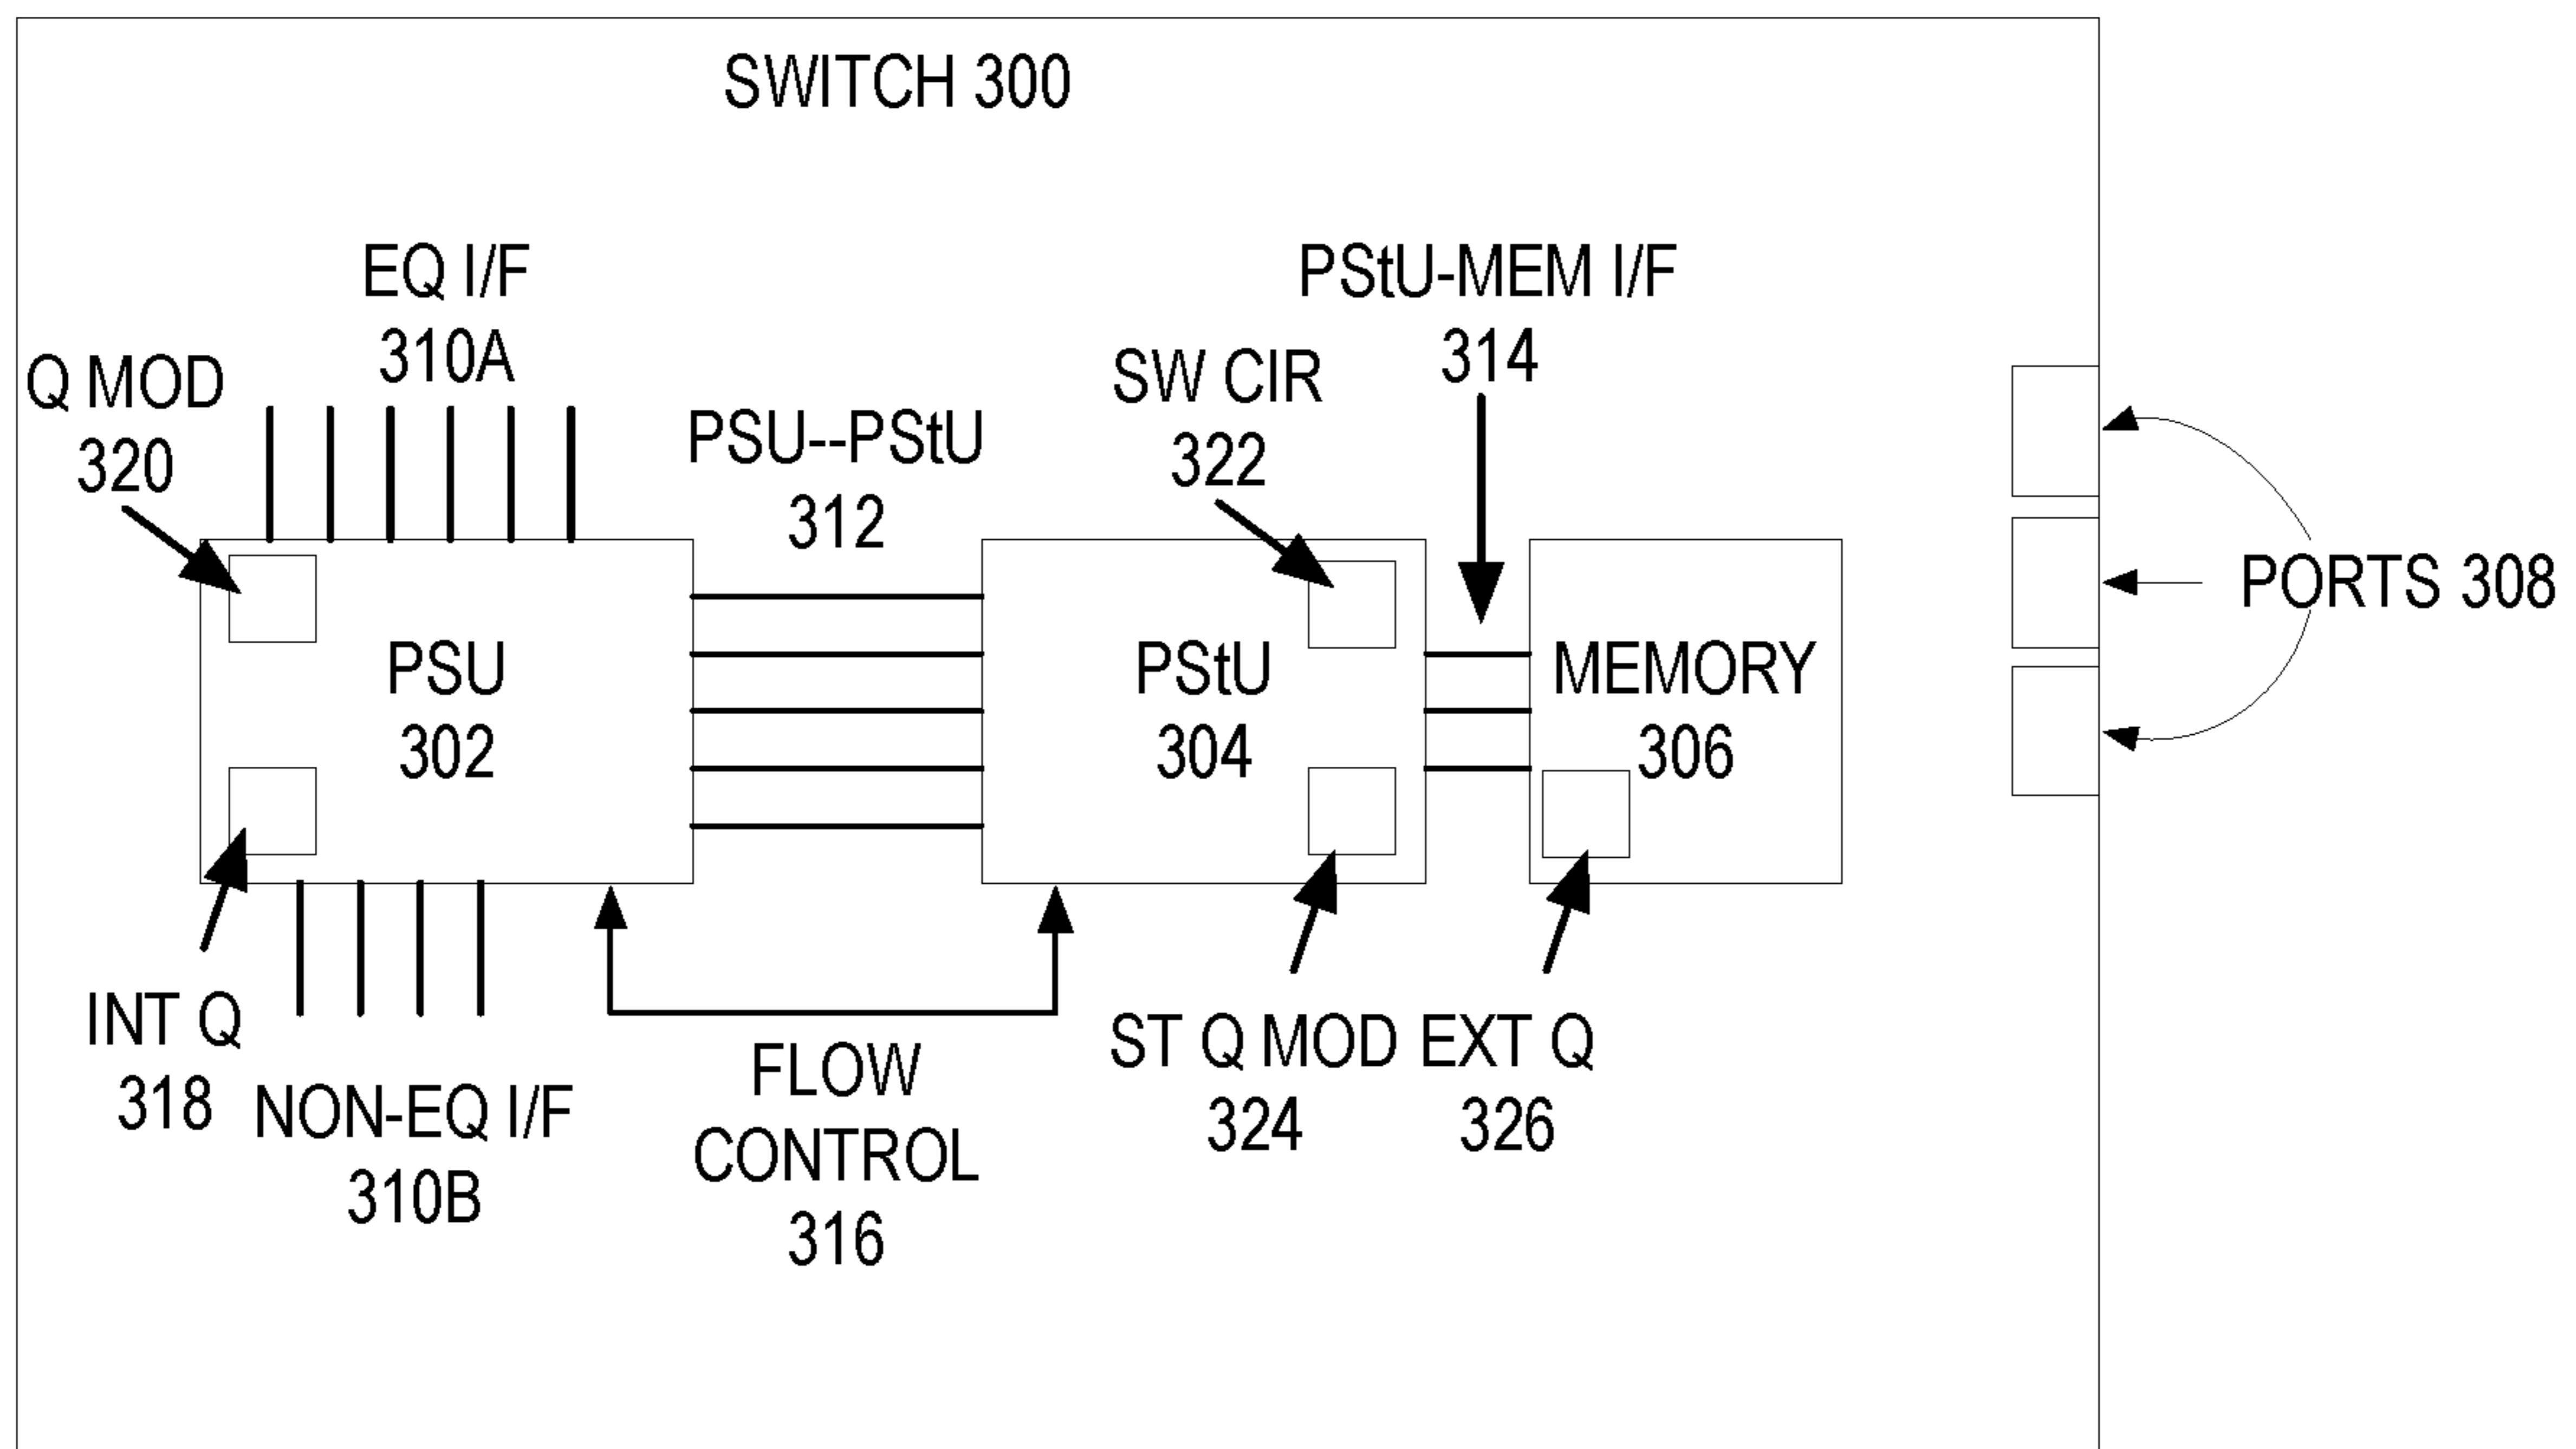 SWITCH 300
EQ I/F
310A
PStU-MEM I/F
314
Q MOD
320
SW CIR
322
PSU--PStU
312
PORTS 308
PSU
302
PStU
304
MEMORY
306
INT Q
318
NON-EQ I/F
310B
FLOW
CONTROL
316
ST Q MOD
324
EXT Q
326